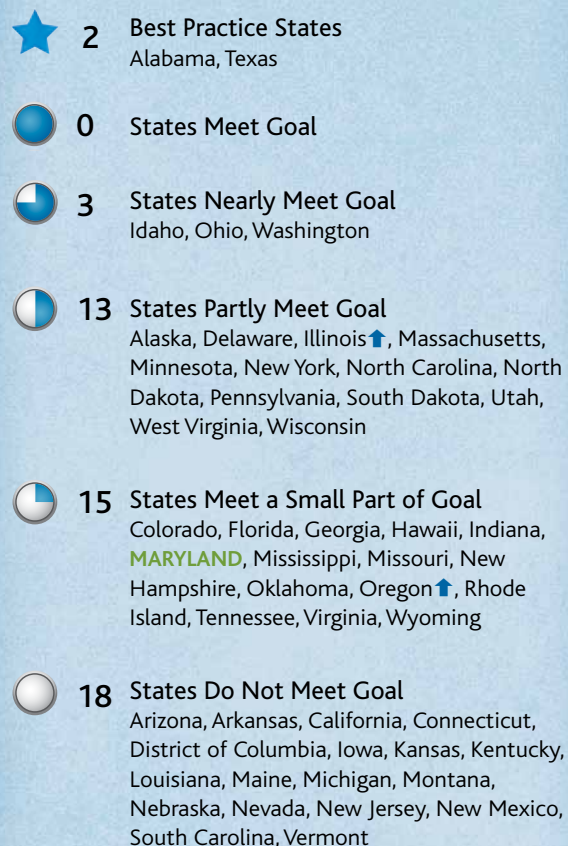 2 Best Practice States
Alabama, Texas
0 States Meet Goal
3 States Nearly Meet Goal
Idaho, Ohio, Washington
13 States Partly Meet Goal
Alaska, Delaware, Illinois⬆, Massachusetts,
Minnesota, New York, North Carolina, North
Dakota, Pennsylvania, South Dakota, Utah,
West Virginia, Wisconsin
15 States Meet a Small Part of Goal
Colorado, Florida, Georgia, Hawaii, Indiana,
MARYLAND, Mississippi, Missouri, New
Hampshire, Oklahoma, Oregon⬆, Rhode
Island, Tennessee, Virginia, Wyoming
18 States Do Not Meet Goal
Arizona, Arkansas, California, Connecticut,
District of Columbia, Iowa, Kansas, Kentucky,
Louisiana, Maine, Michigan, Montana,
Nebraska, Nevada, New Jersey, New Mexico,
South Carolina, Vermont